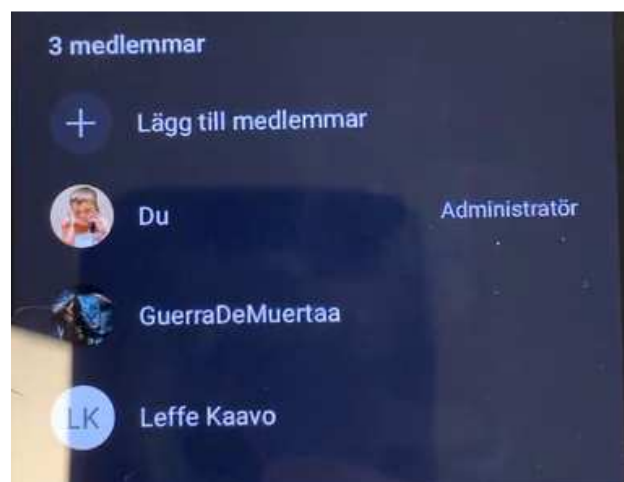 3 medlemmar
Lägg till medlemmar
Du
Administratör
GuerraDeMuertaa
LK
Leffe Kaavo